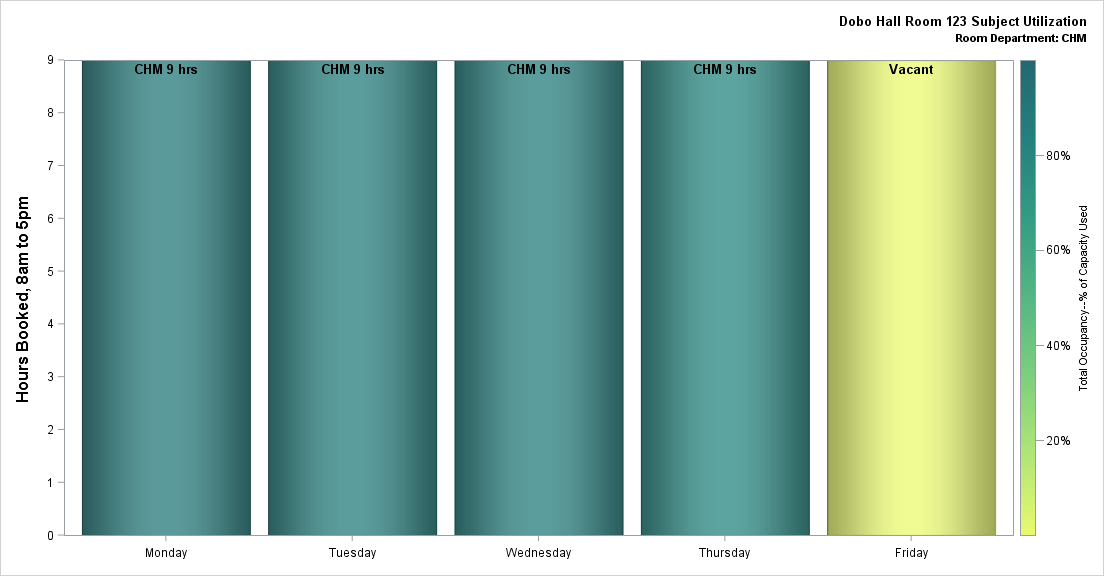 Dobo Hall Room 123 Subject Utilization
Room Department: CHM
Hours Booked, 8am to 5pm
9
8
7
6
5
4
3
2
1
0
CHM 9 hrs
CHM 9 hrs
CHM 9 hrs
CHM 9 hrs
Vacant
Monday
Tuesday
Wednesday
Thursday
Friday
80%
60%
40%
20%
Total Occupancy--% of Capacity Used